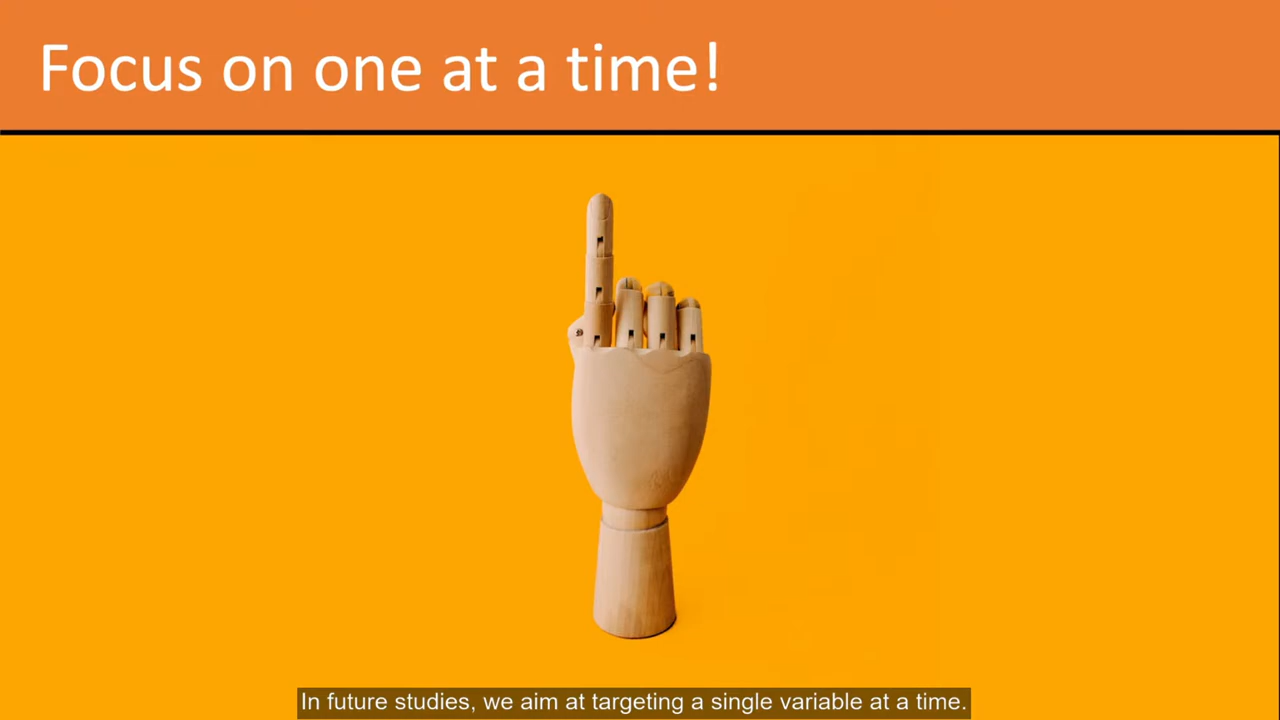 Focus on one at a time!
In future studies, we aim at targeting a single variable at a time.